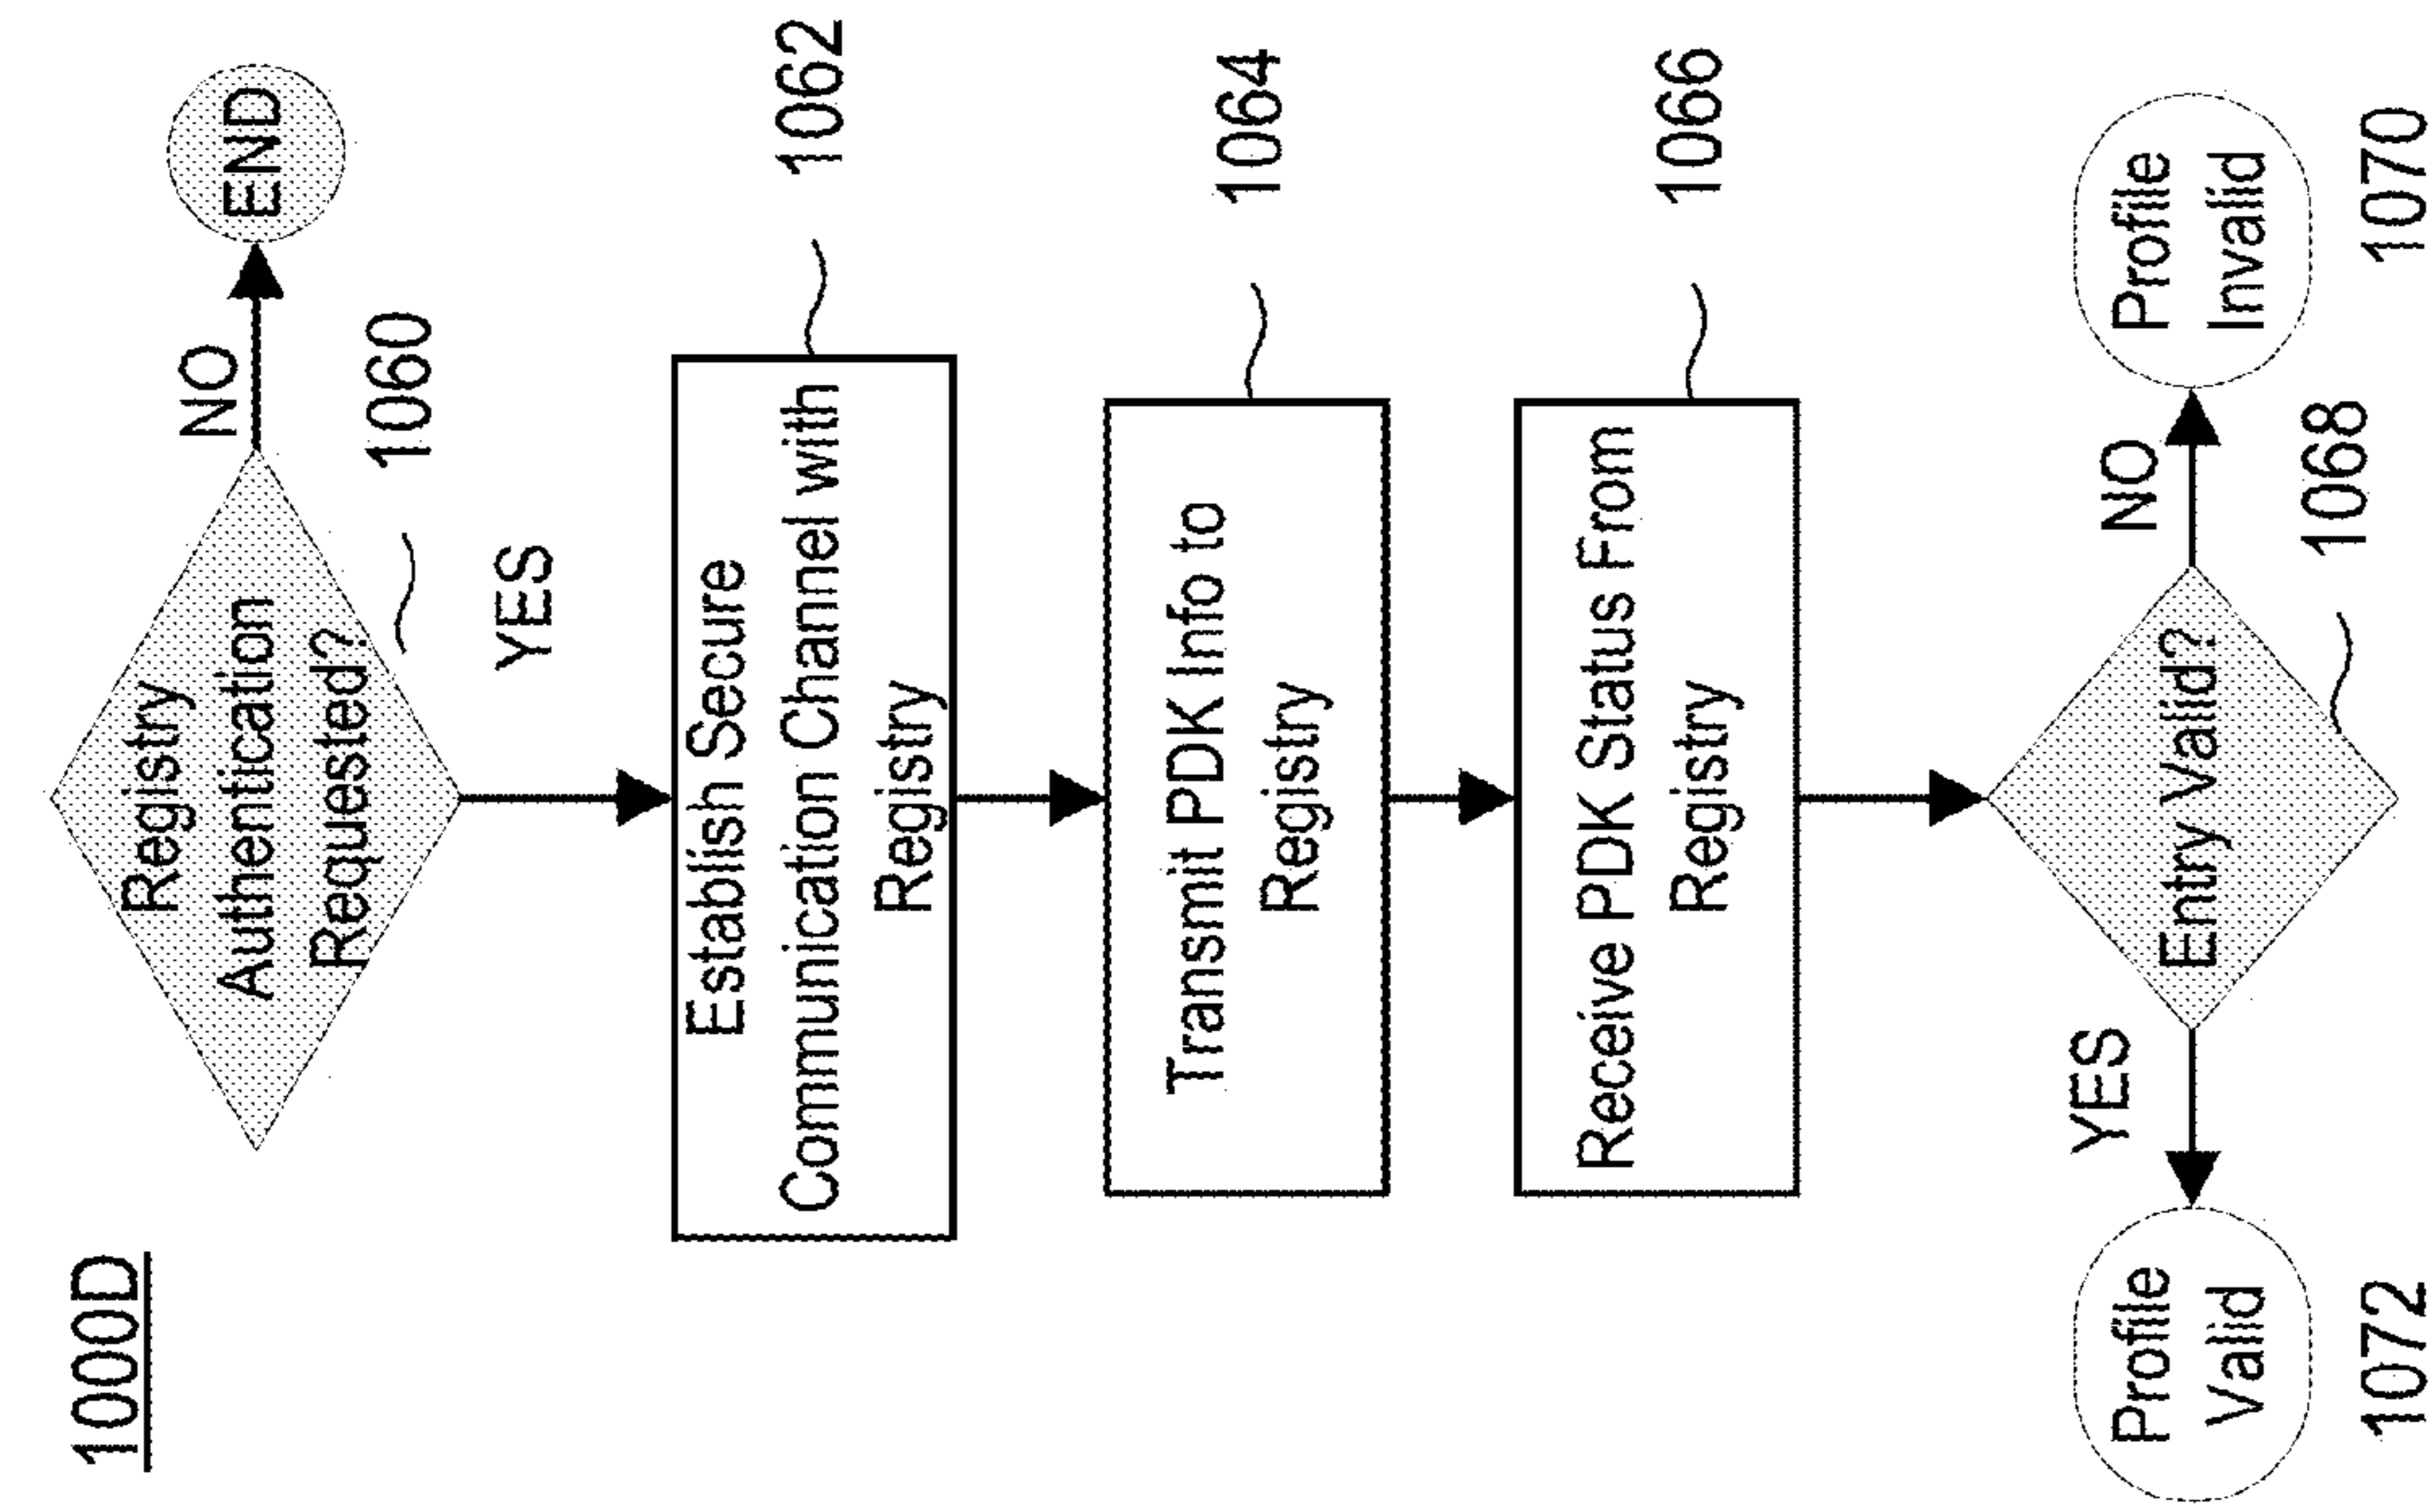 1000D
Registry
Authentication
Requested?
NO
END
1060
YES
Establish Secure
Communication Channel with
Registry
1062
Transmit PDK Info to
Registry
1064
Receive PDK Status From
Registry
1066
YES
Entry Valid?
NO
1068
Profile
Valid
1072
Profile
Invalid
1070